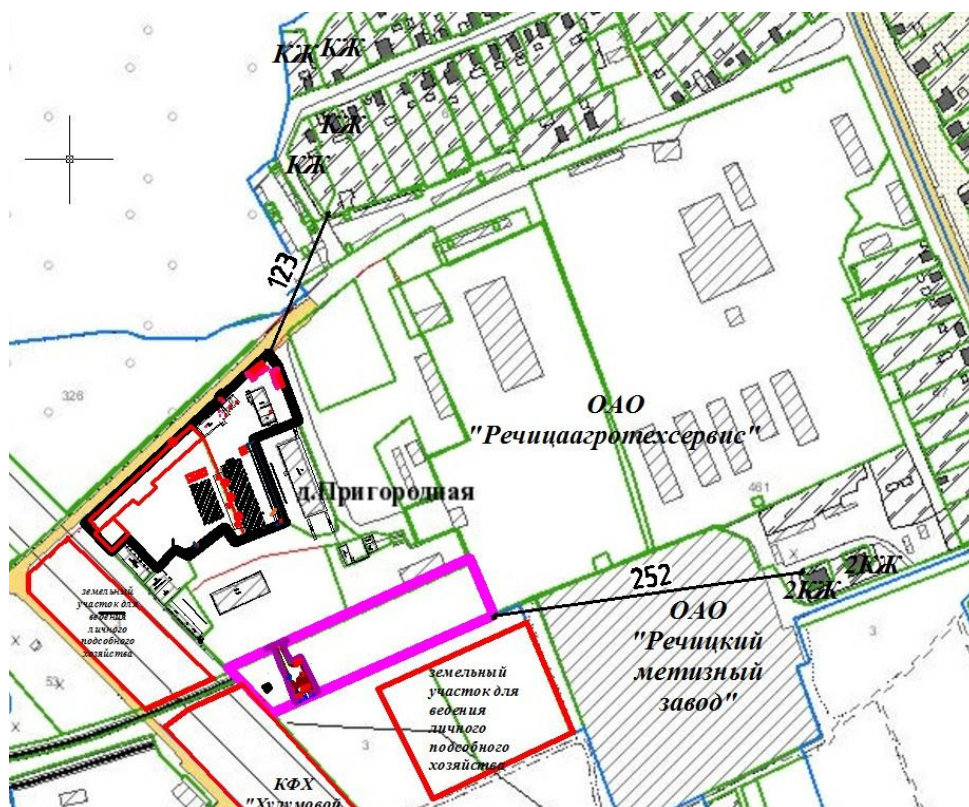 КЖ КЖ
КЖ
КЖ
123
326
ОАО
"Речицаагротехсервис"
461
д.Пригородная
252
2КЖ
2КЖ
ОАО
"Речицкий
метизный
завод"
3
земельный
участок для
ведения
личного
подсобного
хозяйства
53
земельный
участок для
ведения
личного
подсобного
хозяйства
3
КФХ